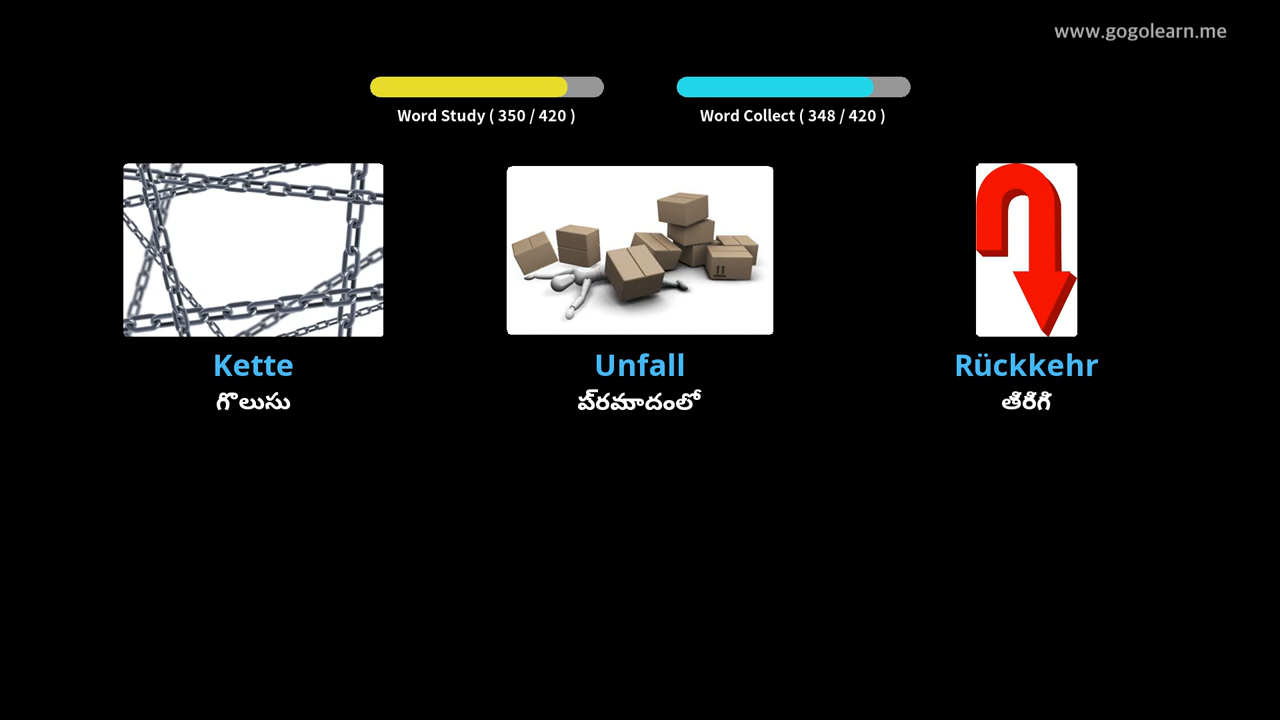 www.gogolearn.me
Word Study ( 350 / 420 )
Word Collect ( 348 / 420 )
Kette
Unfall
Rückkehr
గొలుసు
ప్రమాదంలో
తిరిగి